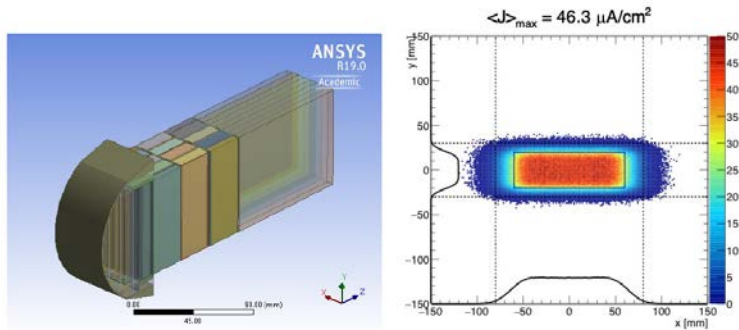 ANSYS
R19.0
Academic
0.00
90.00 (mm)
45.00
X
Y
Z
<J>max = 46.3 μA/cm²
y [mm]
150
100
50
0
−50
−100
−150
−150 −100 −50 0 50 100 150
x [mm]
50
45
40
35
30
25
20
15
10
5
0